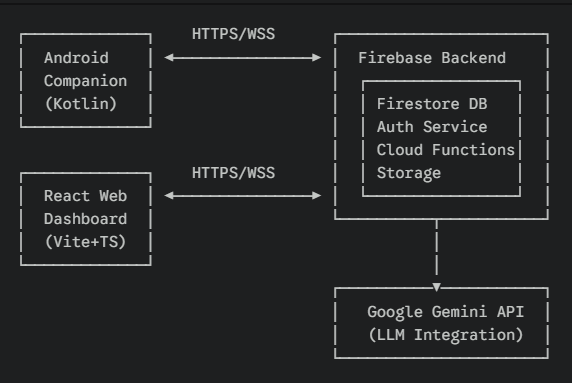 HTTPS/WSS
Android
Companion
(Kotlin)
Firebase Backend
Firestore DB
Auth Service
Cloud Functions
Storage
HTTPS/WSS
React Web
Dashboard
(Vite+TS)
Google Gemini API
(LLM Integration)